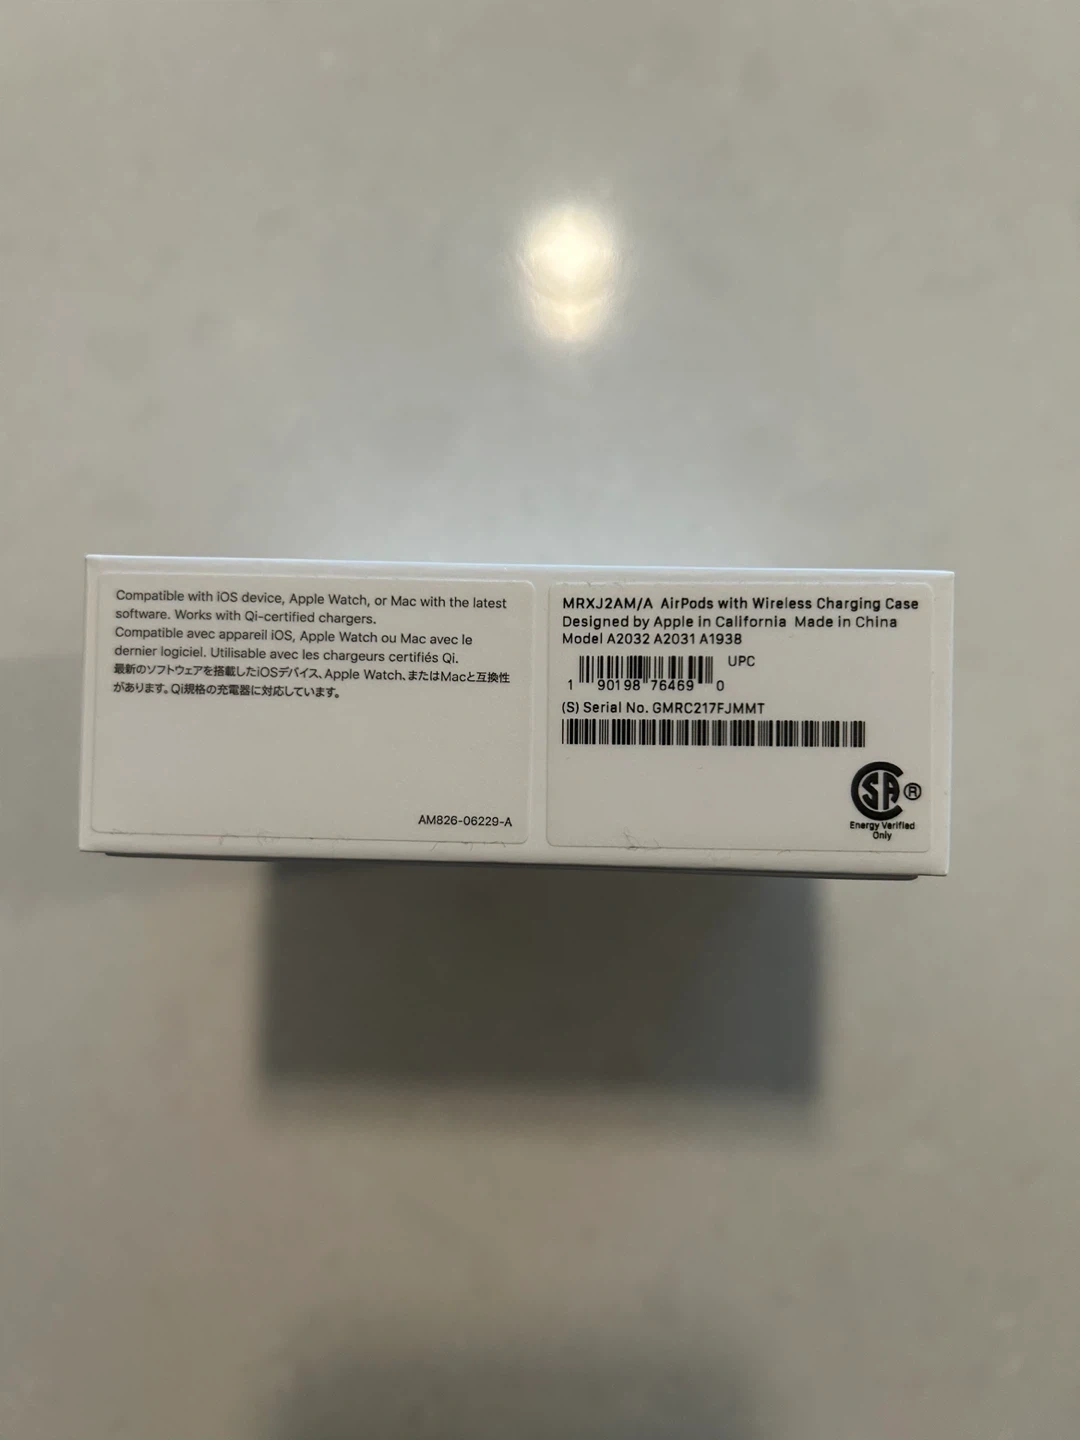 Compatible with iOS device, Apple Watch, or Mac with the latest
software. Works with Qi-certified chargers.
Compatible avec appareil iOS, Apple Watch ou Mac avec le
dernier logiciel. Utilisable avec les chargeurs certifiés Qi.
最新のソフトウェアを搭載したiOSデバイス、Apple Watch、またはMacと互換性
があります。Qi規格の充電器に対応しています。
AM826-06229-A
MRXJ2AM/A AirPods with Wireless Charging Case
Designed by Apple in California Made in China
Model A2032 A2031 A1938
UPC
1 90198 76469 0
(S) Serial No. GMRC217FJMMT
SA ®
Energy Verified
Only